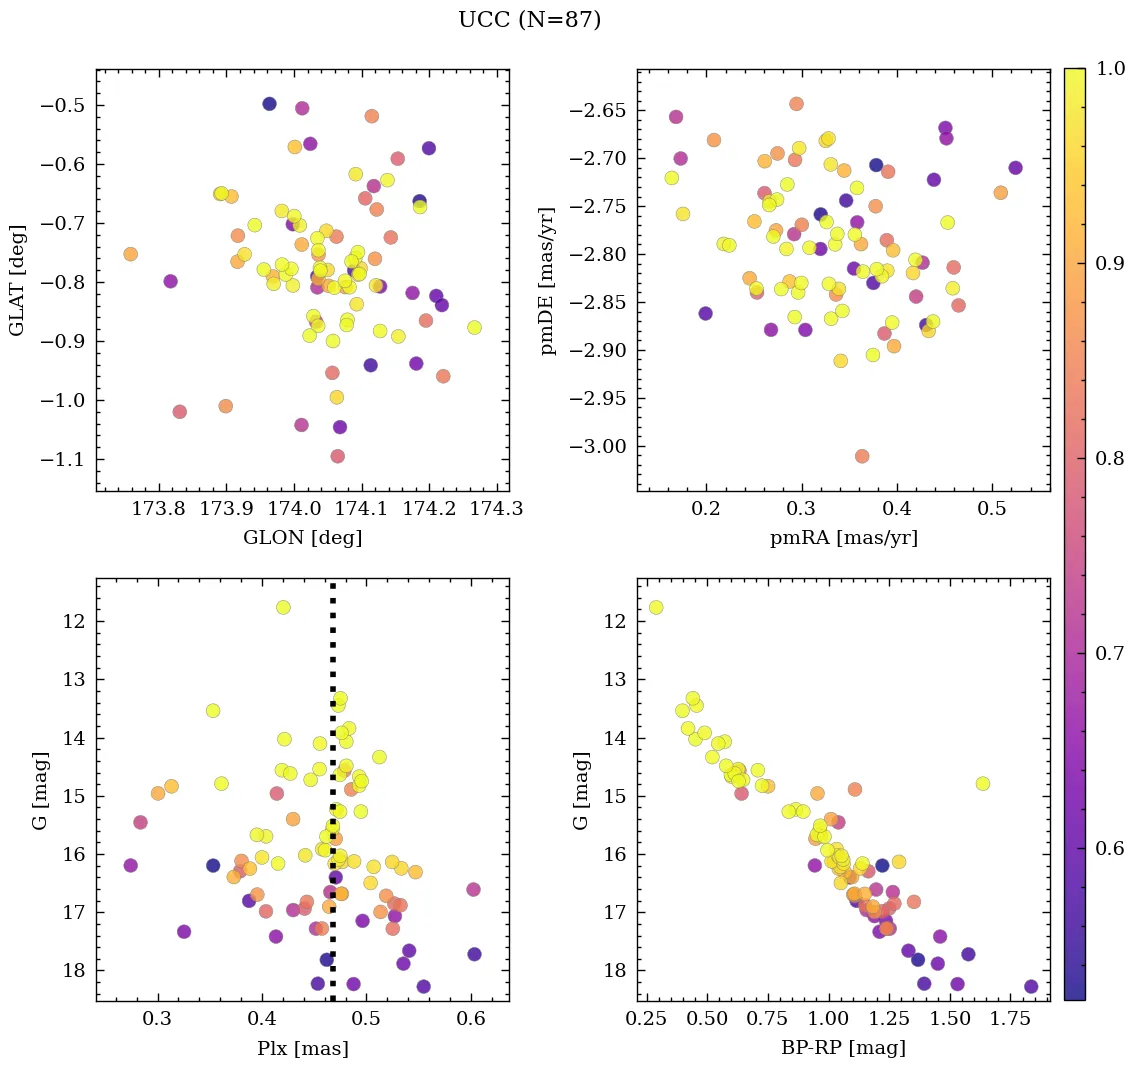 UCC (N=87)
−0.5
−0.6
−0.7
−0.8
−0.9
−1.0
−1.1
GLAT [deg]
173.8 173.9 174.0 174.1 174.2 174.3
GLON [deg]
−2.65
−2.70
−2.75
−2.80
−2.85
−2.90
−2.95
−3.00
pmDE [mas/yr]
0.2 0.3 0.4 0.5
pmRA [mas/yr]
12
13
14
15
16
17
18
G [mag]
0.3 0.4 0.5 0.6
Plx [mas]
12
13
14
15
16
17
18
G [mag]
0.25 0.50 0.75 1.00 1.25 1.50 1.75
BP-RP [mag]
1.0
0.9
0.8
0.7
0.6